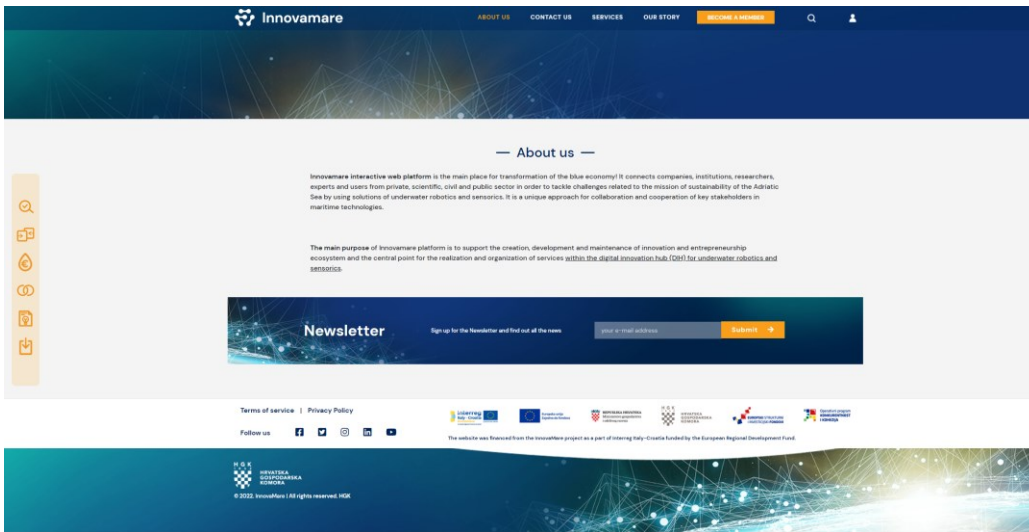 Innovamare
ABOUT US
CONTACT US
SERVICES
OUR STORY
BECOME A MEMBER
— About us —
Innovamare interactive web platform is the main place for transformation of the blue economy! It connects companies, institutions, researchers,
experts and users from private, scientific, civil and public sector in order to tackle challenges related to the mission of sustainability of the Adriatic
Sea by using solutions of underwater robotics and sensorics. It is a unique approach for collaboration and cooperation of key stakeholders in
maritime technologies.
The main purpose of Innovamare platform is to support the creation, development and maintenance of innovation and entrepreneurship
ecosystem and the central point for the realization and organization of services within the digital innovation hub (DIH) for underwater robotics and
sensorics.
Newsletter
Sign up for the Newsletter and find out all the news
your e-mail address
Submit →
Terms of service | Privacy Policy
Interreg
Italy - Croatia
REPUBLIKA HRVATSKA
HRVATSKA
GOSPODARSKA
KOMORA
Follow us
The website was financed from the InnovaMare project as a part of Interreg Italy-Croatia funded by the European Regional Development Fund.
HGK
HRVATSKA
GOSPODARSKA
KOMORA
© 2022. InnovaMare | All rights reserved. HGK